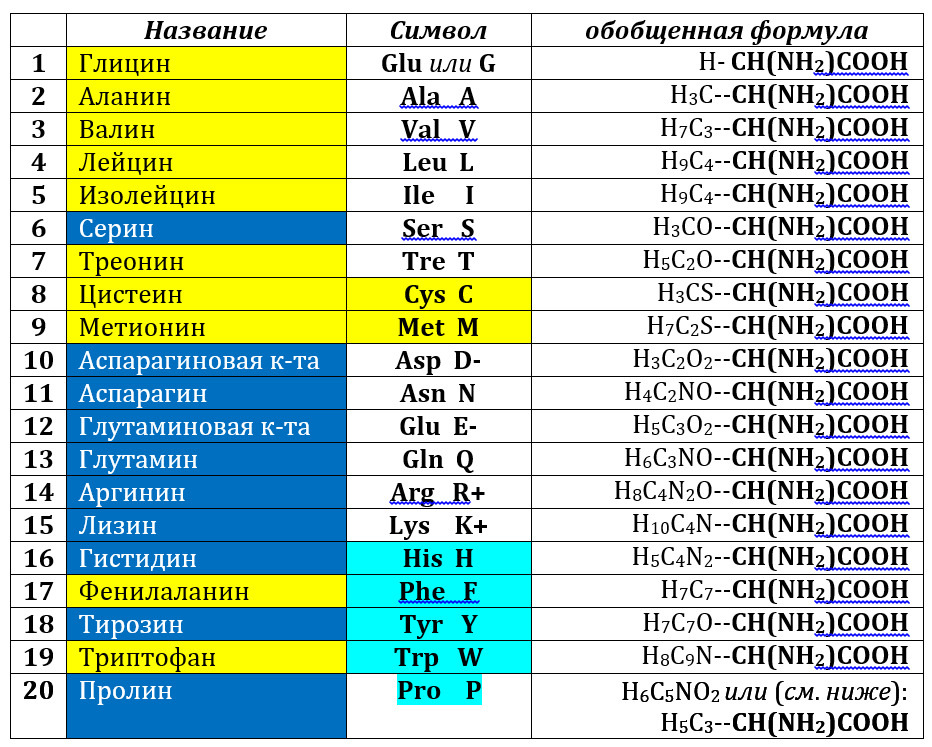 Название Символ обобщенная формула
1 Глицин Glu или G H- CH(NH2)COOH
2 Аланин Ala A H3C--CH(NH2)COOH
3 Валин Val V H7C3--CH(NH2)COOH
4 Лейцин Leu L H9C4--CH(NH2)COOH
5 Изолейцин Ile I H9C4--CH(NH2)COOH
6 Серин Ser S H3CO--CH(NH2)COOH
7 Треонин Tre T H5C2O--CH(NH2)COOH
8 Цистеин Cys C H3CS--CH(NH2)COOH
9 Метионин Met M H7C2S--CH(NH2)COOH
10 Аспарагиновая к-та Asp D- H3C2O2--CH(NH2)COOH
11 Аспарагин Asn N H4C2NO--CH(NH2)COOH
12 Глутаминовая к-та Glu E- H5C3O2--CH(NH2)COOH
13 Глутамин Gln Q H6C3NO--CH(NH2)COOH
14 Аргинин Arg R+ H8C4N2O--CH(NH2)COOH
15 Лизин Lys K+ H10C4N--CH(NH2)COOH
16 Гистидин His H H5C4N2--CH(NH2)COOH
17 Фенилаланин Phe F H7C7--CH(NH2)COOH
18 Тирозин Tyr Y H7C7O--CH(NH2)COOH
19 Триптофан Trp W H8C9N--CH(NH2)COOH
20 Пролин Pro P H6C5NO2 или (см. ниже):
H5C3--CH(NH2)COOH